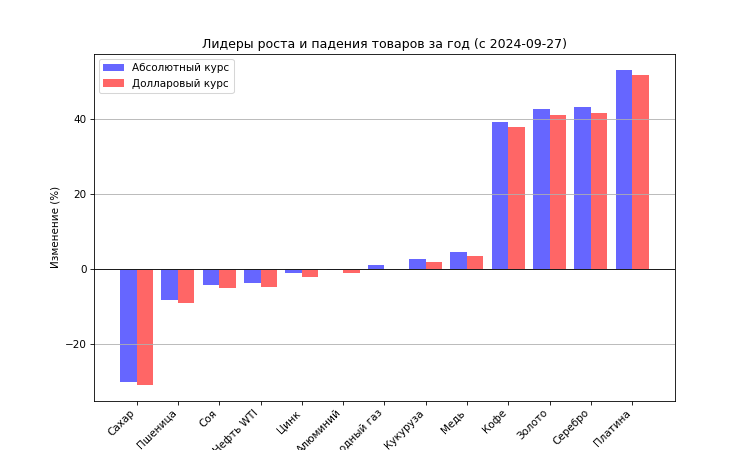 Лидеры роста и падения товаров за год (с 2024-09-27)
Абсолютный курс
Долларовый курс
Изменение (%)
40
20
0
−20
Сахар
Пшеница
Соя
Нефть WTI
Цинк
Алюминий
одный газ
Кукуруза
Медь
Кофе
Золото
Серебро
Платина